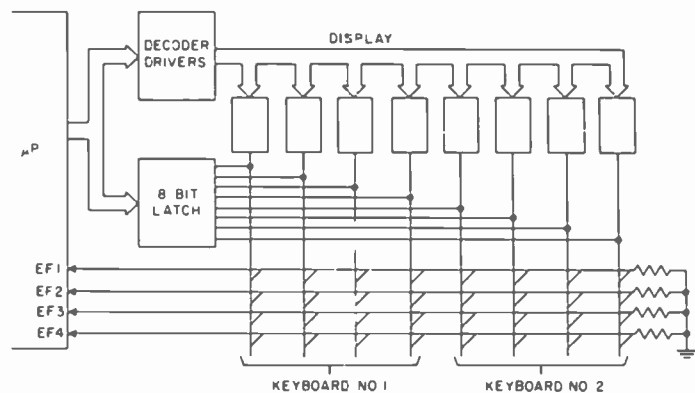 DISPLAY
DECODER
DRIVERS
μP
8 BIT
LATCH
EF1
EF2
EF3
EF4
KEYBOARD NO 1
KEYBOARD NO 2